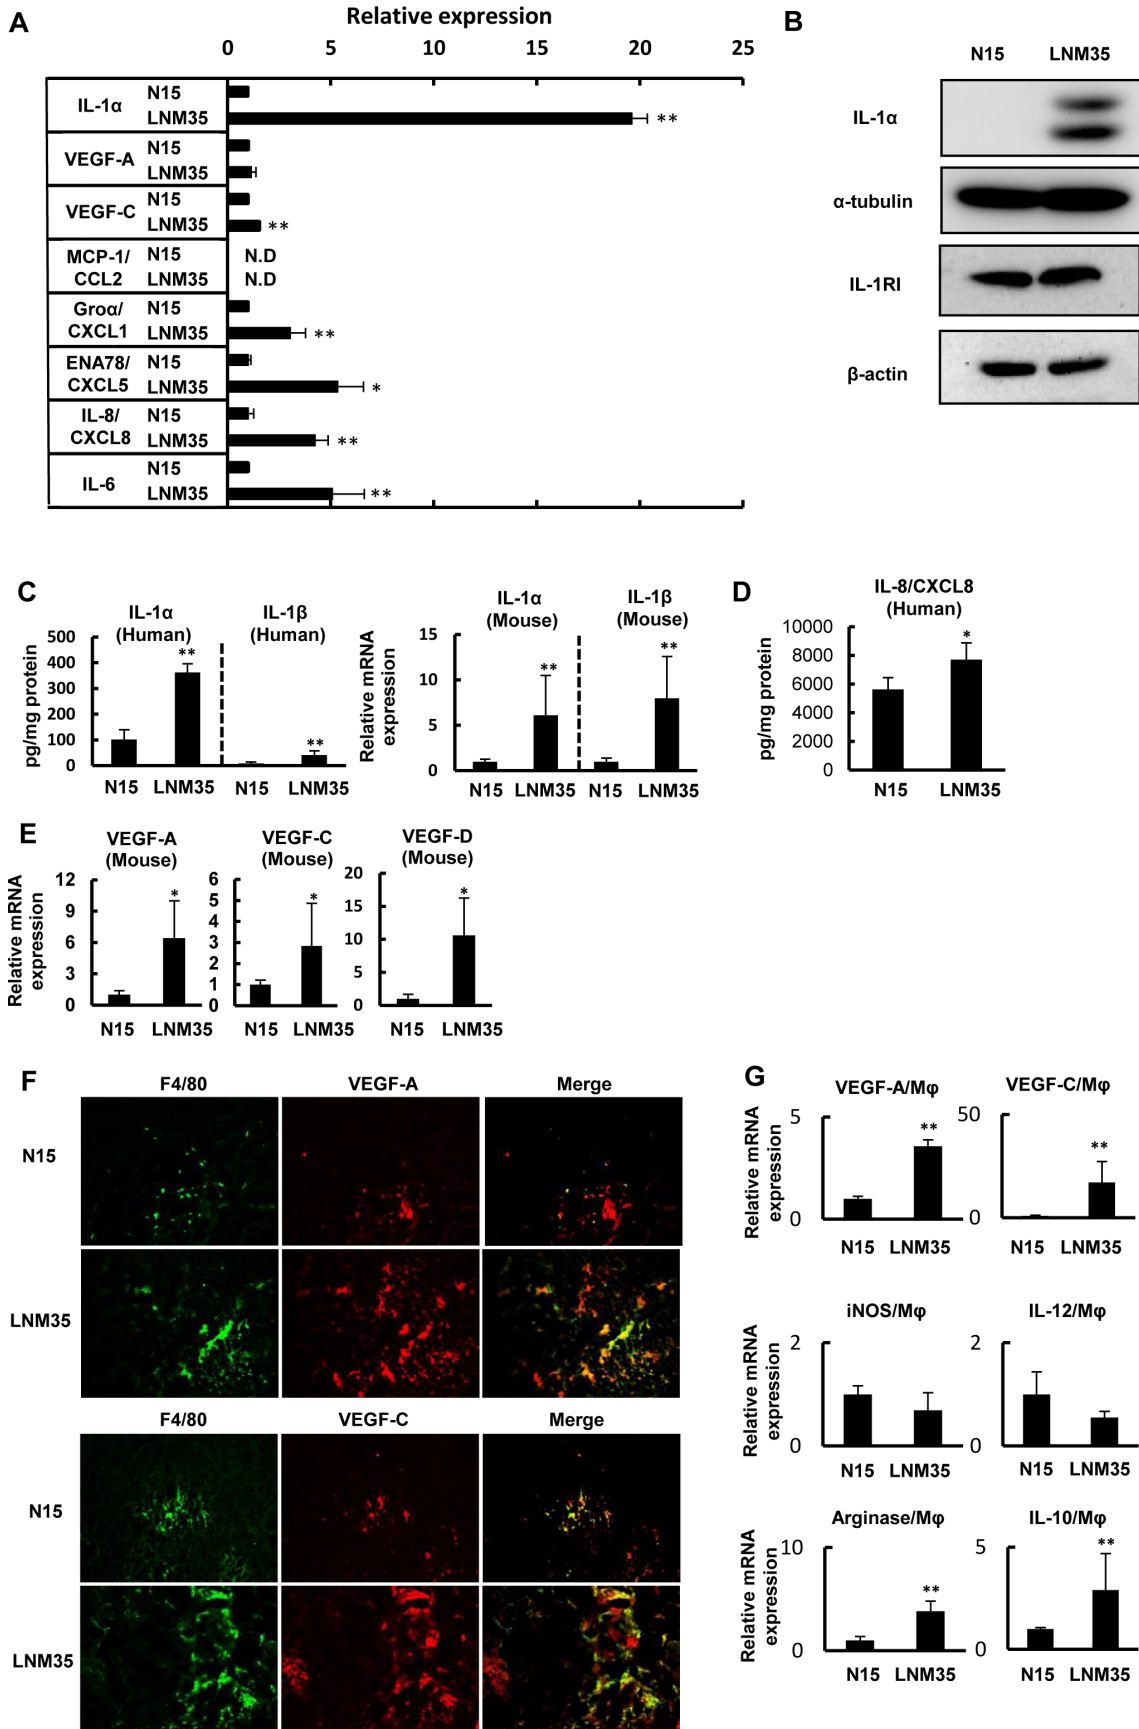 A
Relative expression
0 5 10 15 20 25
IL-1α N15
LNM35 **
VEGF-A N15
LNM35
VEGF-C N15
LNM35 **
MCP-1/ N15 N.D
CCL2 LNM35 N.D
Groα/ N15
CXCL1 LNM35 **
ENA78/ N15
CXCL5 LNM35 *
IL-8/ N15
CXCL8 LNM35 **
IL-6 N15
LNM35 **
B
N15 LNM35
IL-1α
α-tubulin
IL-1RI
β-actin
C
IL-1α IL-1β
(Human) (Human)
pg/mg protein
500
400
300
200
100
0
** **
N15 LNM35 N15 LNM35
IL-1α IL-1β
(Mouse) (Mouse)
Relative mRNA
expression
15
10
5
0
** **
N15 LNM35 N15 LNM35
D
IL-8/CXCL8
(Human)
pg/mg protein
10000
8000
6000
4000
2000
0
*
N15 LNM35
E
VEGF-A
(Mouse)
Relative mRNA
expression
12
9
6
3
0
*
N15 LNM35
VEGF-C
(Mouse)
6
5
4
3
2
1
0
*
N15 LNM35
VEGF-D
(Mouse)
20
15
10
5
0
*
N15 LNM35
F
F4/80 VEGF-A Merge
N15
LNM35
F4/80 VEGF-C Merge
N15
LNM35
G
VEGF-A/Mφ
Relative mRNA
expression
5
0
**
N15 LNM35
VEGF-C/Mφ
50
0
**
N15 LNM35
iNOS/Mφ
Relative mRNA
expression
2
0
N15 LNM35
IL-12/Mφ
2
0
N15 LNM35
Arginase/Mφ
Relative mRNA
expression
10
0
**
N15 LNM35
IL-10/Mφ
5
0
**
N15 LNM35